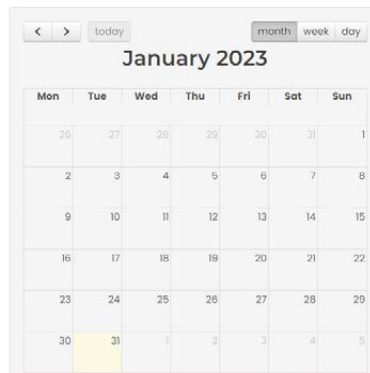 < > today month week day
January 2023
Mon Tue Wed Thu Fri Sat Sun
26 27 28 29 30 31 1
2 3 4 5 6 7 8
9 10 11 12 13 14 15
16 17 18 19 20 21 22
23 24 25 26 27 28 29
30 31 1 2 3 4 5